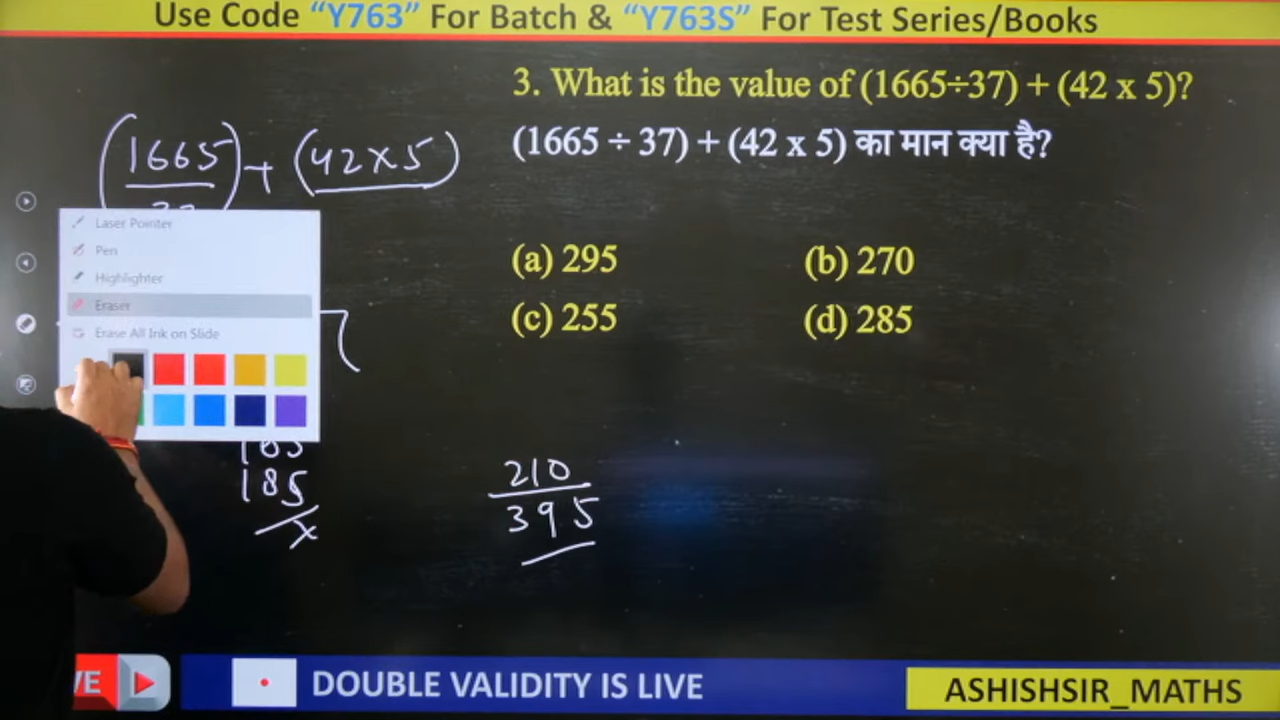 Use Code “Y763” For Batch & “Y763S” For Test Series/Books
3. What is the value of (1665÷37) + (42 x 5)?
(1665 ÷ 37) + (42 x 5) का मान क्या है?
(1665) + (42×5)
Laser Pointer
Pen
Highlighter
Eraser
Erase All Ink on Slide
(a) 295
(b) 270
(c) 255
(d) 285
185
x
210
395
DOUBLE VALIDITY IS LIVE
ASHISHSIR_MATHS